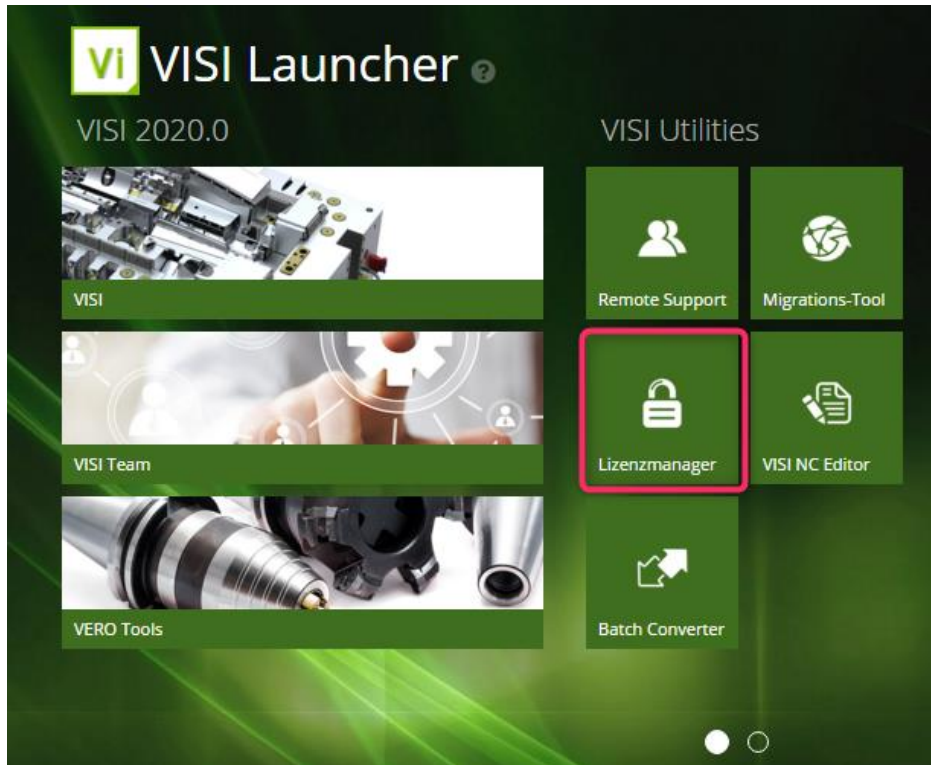 Vi VISI Launcher ?
VISI 2020.0
VISI Utilities
VISI
Remote Support
Migrations-Tool
VISI Team
Lizenzmanager
VISI NC Editor
VERO Tools
Batch Converter